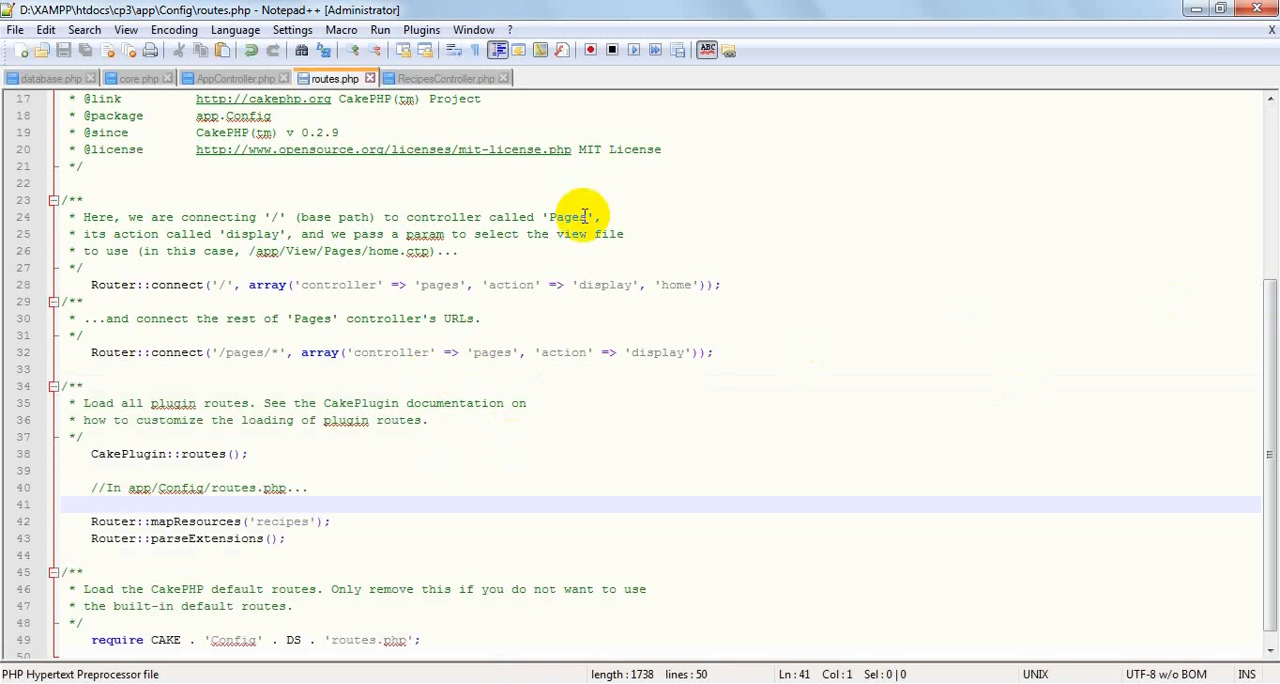 D:\XAMPP\htdocs\cp3\app\Config\routes.php - Notepad++ [Administrator]
File Edit Search View Encoding Language Settings Macro Run Plugins Window ? X
ABC
database.php core.php AppController.php routes.php RecipesController.php
17 * @link http://cakephp.org CakePHP(tm) Project
18 * @package app.Config
19 * @since CakePHP(tm) v 0.2.9
20 * @license http://www.opensource.org/licenses/mit-license.php MIT License
21 */
22
23 /**
24 * Here, we are connecting '/' (base path) to controller called 'Pages',
25 * its action called 'display', and we pass a param to select the view file
26 * to use (in this case, /app/View/Pages/home.ctp)...
27 */
28 Router::connect('/', array('controller' => 'pages', 'action' => 'display', 'home'));
29 /**
30 * ...and connect the rest of 'Pages' controller's URLs.
31 */
32 Router::connect('/pages/*', array('controller' => 'pages', 'action' => 'display'));
33
34 /**
35 * Load all plugin routes. See the CakePlugin documentation on
36 * how to customize the loading of plugin routes.
37 */
38 CakePlugin::routes();
39
40 //In app/Config/routes.php...
41
42 Router::mapResources('recipes');
43 Router::parseExtensions();
44
45 /**
46 * Load the CakePHP default routes. Only remove this if you do not want to use
47 * the built-in default routes.
48 */
49 require CAKE . 'Config' . DS . 'routes.php';
50
PHP Hypertext Preprocessor file length : 1738 lines : 50 Ln : 41 Col : 1 Sel : 0 | 0 UNIX UTF-8 w/o BOM INS